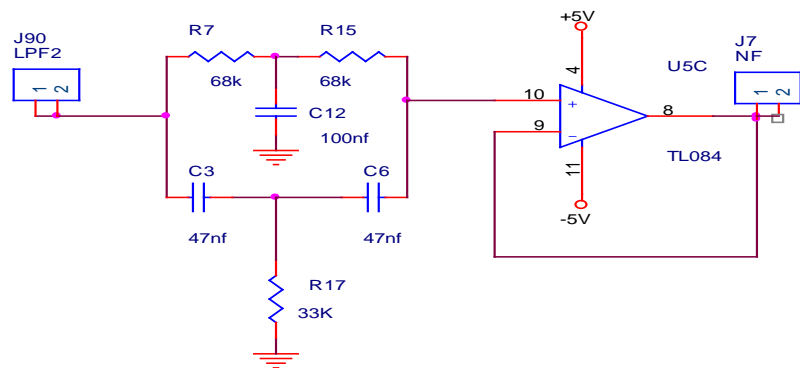 J90
LPF2
1
2
R7
68k
R15
68k
C12
100nf
C3
47nf
C6
47nf
R17
33K
+5V
4
U5C
10
+
9
-
8
TL084
11
-5V
J7
NF
1
2